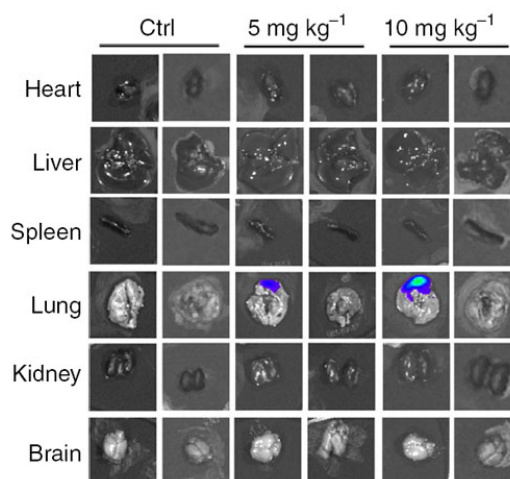 Ctrl 5 mg kg⁻¹ 10 mg kg⁻¹
Heart
Liver
Spleen
Lung
Kidney
Brain